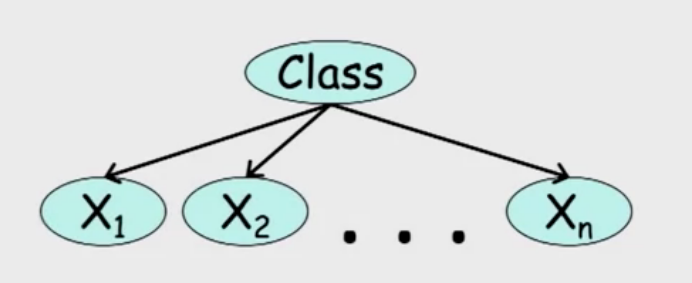 Class
X₁ X₂ . . . Xₙ